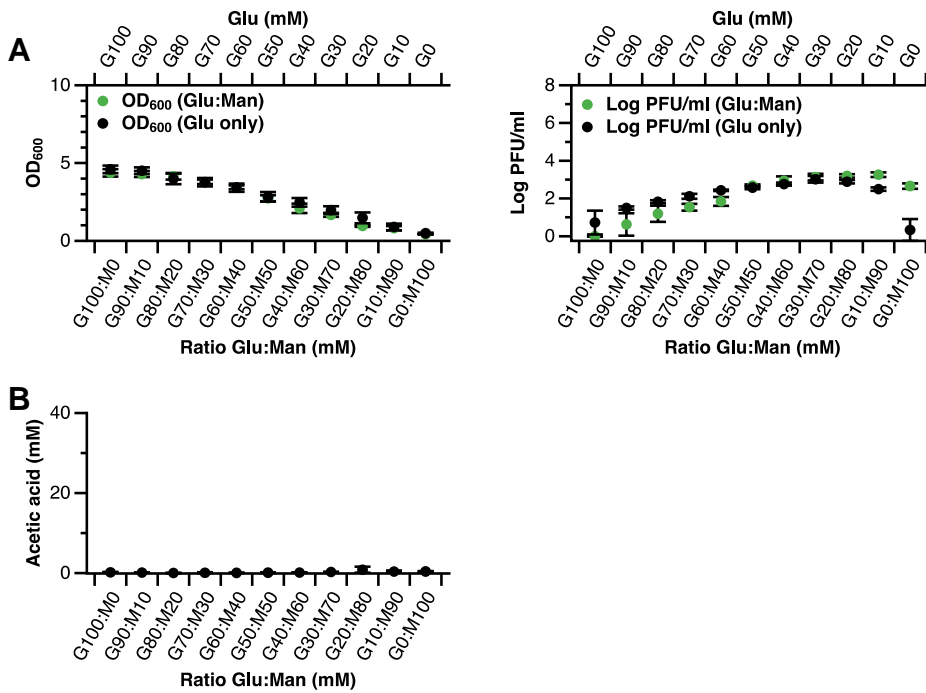 A
Glu (mM)
G100 G90 G80 G70 G60 G50 G40 G30 G20 G10 G0
10
5
0
OD600
OD600 (Glu:Man)
OD600 (Glu only)
G100:M0 G90:M10 G80:M20 G70:M30 G60:M40 G50:M50 G40:M60 G30:M70 G20:M80 G10:M90 G0:M100
Ratio Glu:Man (mM)
Glu (mM)
G100 G90 G80 G70 G60 G50 G40 G30 G20 G10 G0
8
6
4
2
0
Log PFU/ml
Log PFU/ml (Glu:Man)
Log PFU/ml (Glu only)
G100:M0 G90:M10 G80:M20 G70:M30 G60:M40 G50:M50 G40:M60 G30:M70 G20:M80 G10:M90 G0:M100
Ratio Glu:Man (mM)
B
40
20
0
Acetic acid (mM)
G100:M0 G90:M10 G80:M20 G70:M30 G60:M40 G50:M50 G40:M60 G30:M70 G20:M80 G10:M90 G0:M100
Ratio Glu:Man (mM)